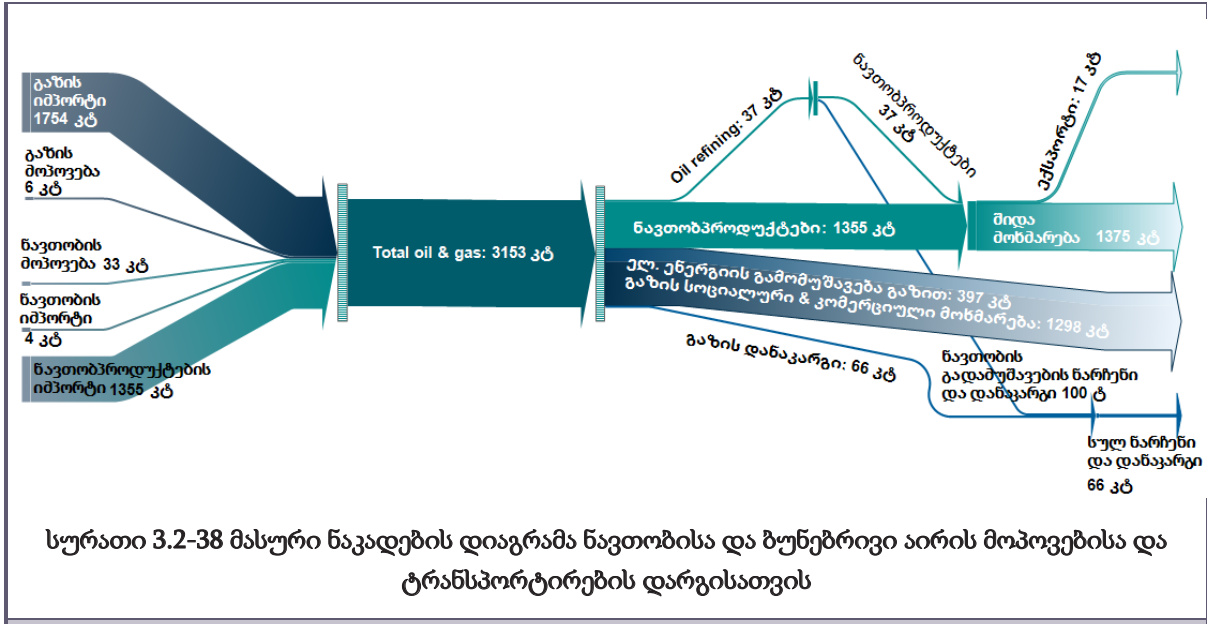 გაზის
იმპორტი
1754 კტ
გაზის
მოპოვება
6 კტ
ნავთობის
მოპოვება 33 კტ
ნავთობის
იმპორტი
4 კტ
ნავთობპროდუქტების
იმპორტი 1355 კტ
Total oil & gas: 3153 კტ
Oil refining: 37 კტ
ნავთობპროდუქტები
37 კტ
ექსპორტი: 17 კტ
ნავთობპროდუქტები: 1355 კტ
შიდა
მოხმარება 1375 კტ
ელ. ენერგიის გამომუშავება გაზით: 397 კტ
გაზის სოციალური & კომერციული მოხმარება: 1298 კტ
გაზის დანაკარგი: 66 კტ
ნავთობის
გადამუშავების ნარჩენი
და დანაკარგი 100 ტ
სულ ნარჩენი
და დანაკარგი
66 კტ
სურათი 3.2-38 მასური ნაკადების დიაგრამა ნავთობისა და ბუნებრივი აირის მოპოვებისა და
ტრანსპორტირების დარგისათვის